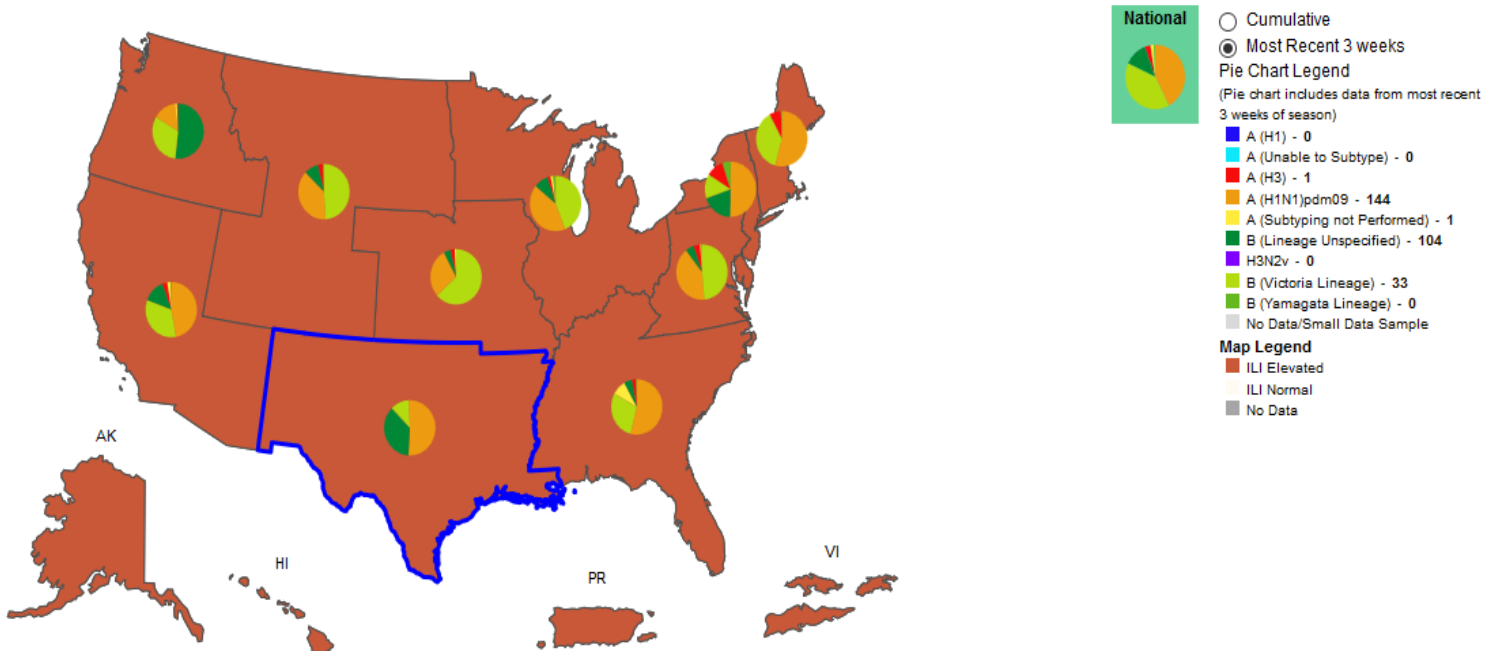 National
Cumulative
Most Recent 3 weeks
Pie Chart Legend
(Pie chart includes data from most recent
3 weeks of season)
A (H1) - 0
A (Unable to Subtype) - 0
A (H3) - 1
A (H1N1)pdm09 - 144
A (Subtyping not Performed) - 1
B (Lineage Unspecified) - 104
H3N2v - 0
B (Victoria Lineage) - 33
B (Yamagata Lineage) - 0
No Data/Small Data Sample
Map Legend
ILI Elevated
ILI Normal
No Data
AK
HI
PR
VI